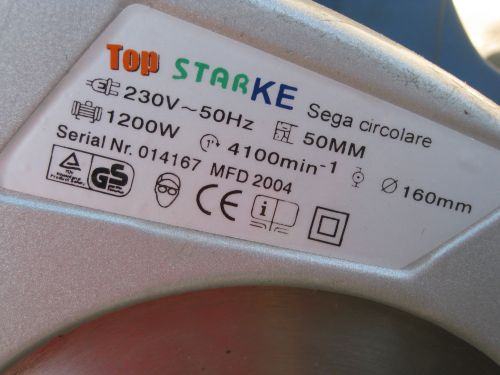 Top STARKE Sega circolare
230V~50Hz 50MM
1200W 4100min-1 Ø160mm
Serial Nr. 014167 MFD 2004
GS CE i